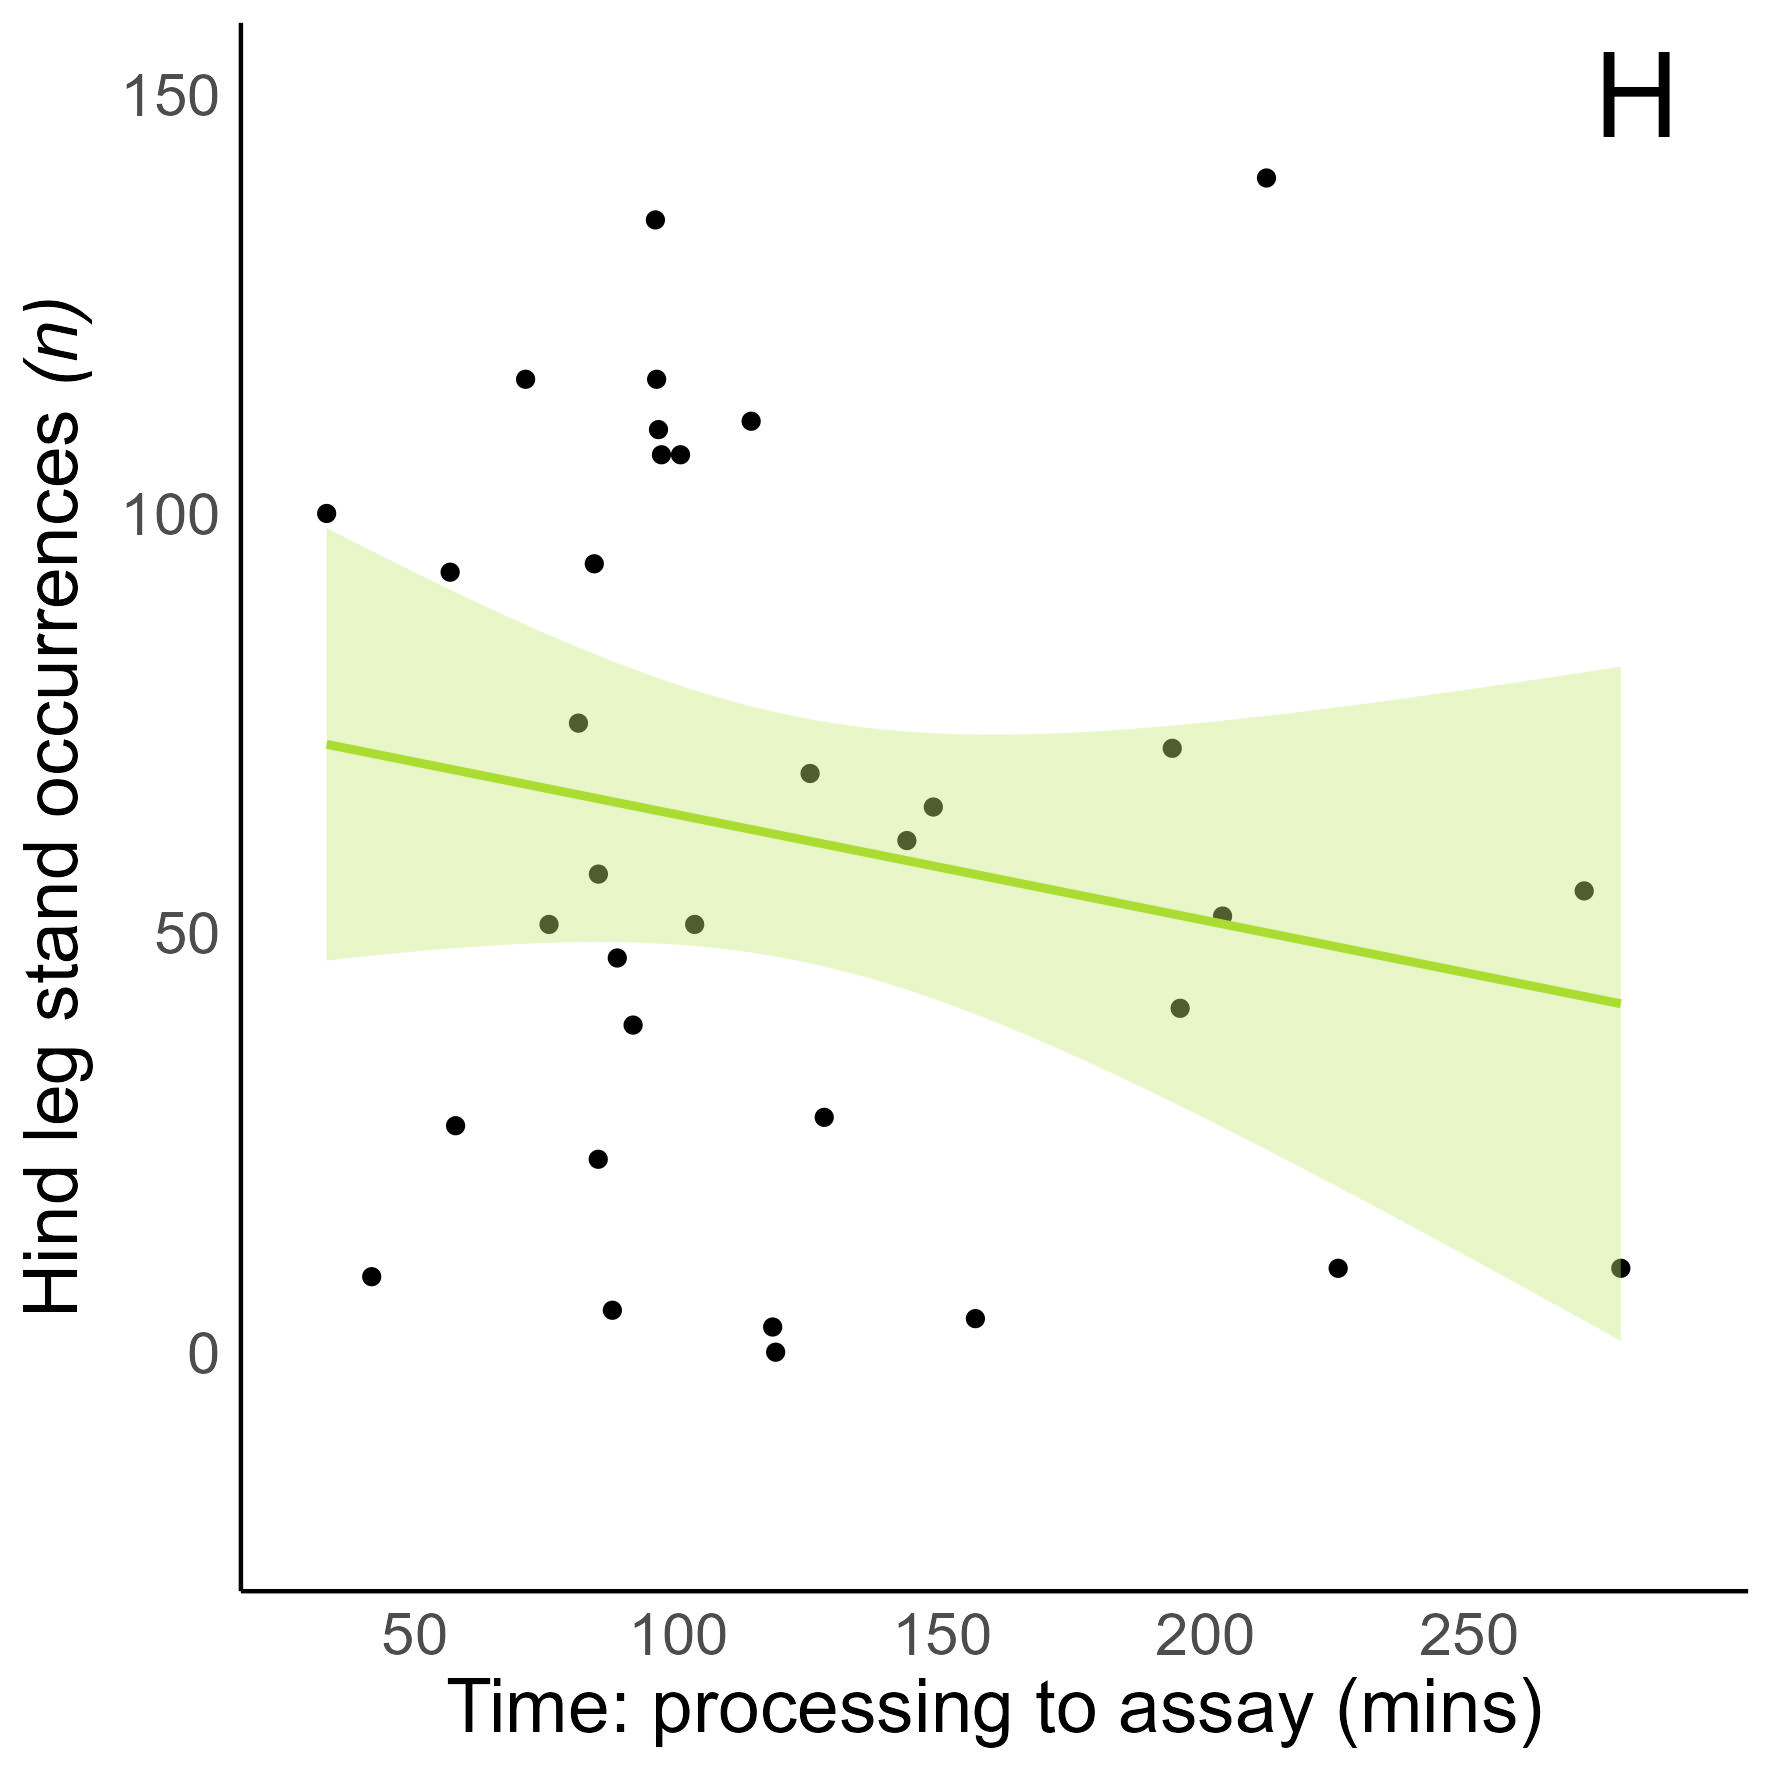 H
150
100
50
0
Hind leg stand occurrences (n)
50 100 150 200 250
Time: processing to assay (mins)